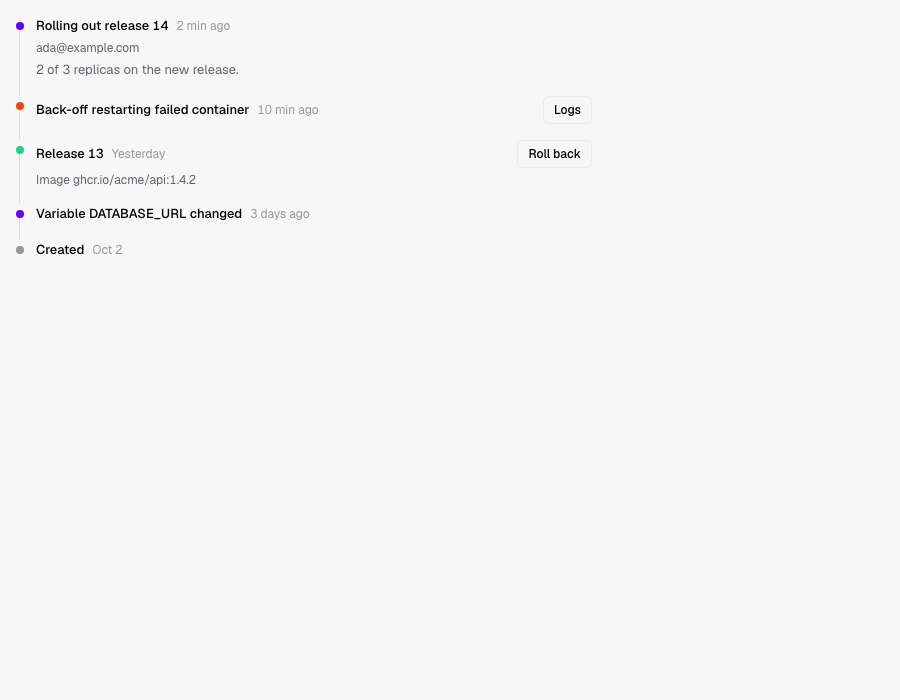 Rolling out release 14 2 min ago
ada@example.com
2 of 3 replicas on the new release.
Back-off restarting failed container 10 min ago Logs
Release 13 Yesterday Roll back
Image ghcr.io/acme/api:1.4.2
Variable DATABASE_URL changed 3 days ago
Created Oct 2